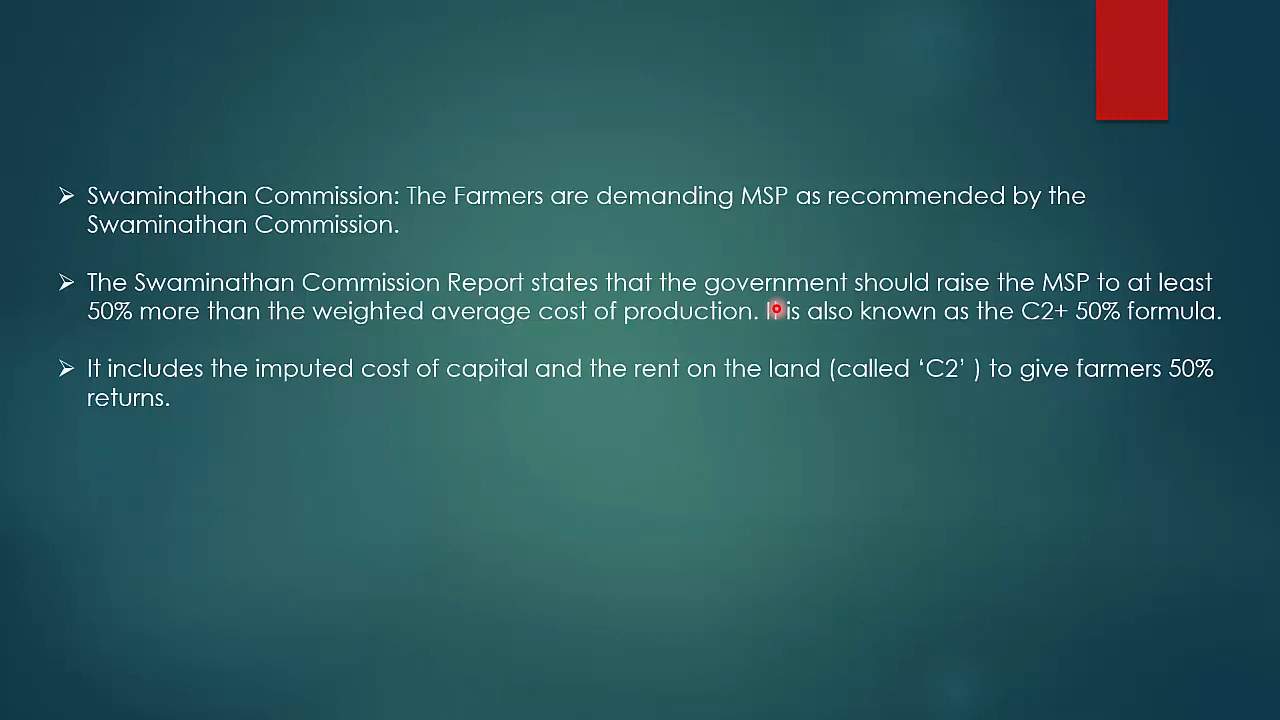 Swaminathan Commission: The Farmers are demanding MSP as recommended by the
Swaminathan Commission.
The Swaminathan Commission Report states that the government should raise the MSP to at least
50% more than the weighted average cost of production. It is also known as the C2+ 50% formula.
It includes the imputed cost of capital and the rent on the land (called ‘C2’ ) to give farmers 50%
returns.